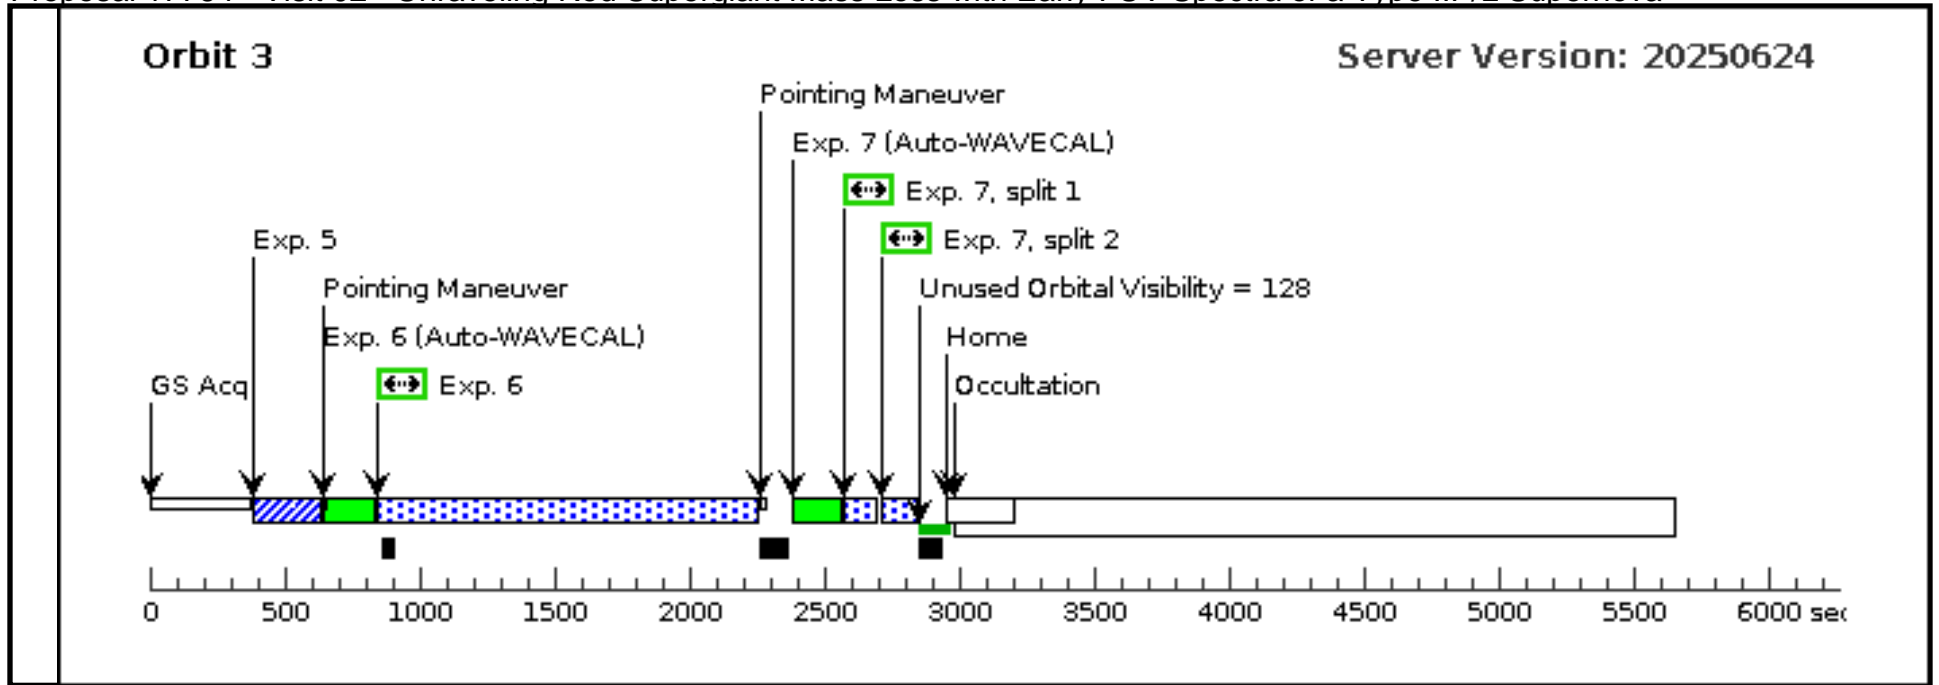 Orbit 3
Server Version: 20250624
Pointing Maneuver
Exp. 7 (Auto-WAVECAL)
Exp. 7, split 1
Exp. 5
Exp. 7, split 2
Pointing Maneuver
Unused Orbital Visibility = 128
Exp. 6 (Auto-WAVECAL)
Home
GS Acq
Exp. 6
Occultation
0 500 1000 1500 2000 2500 3000 3500 4000 4500 5000 5500 6000 sec